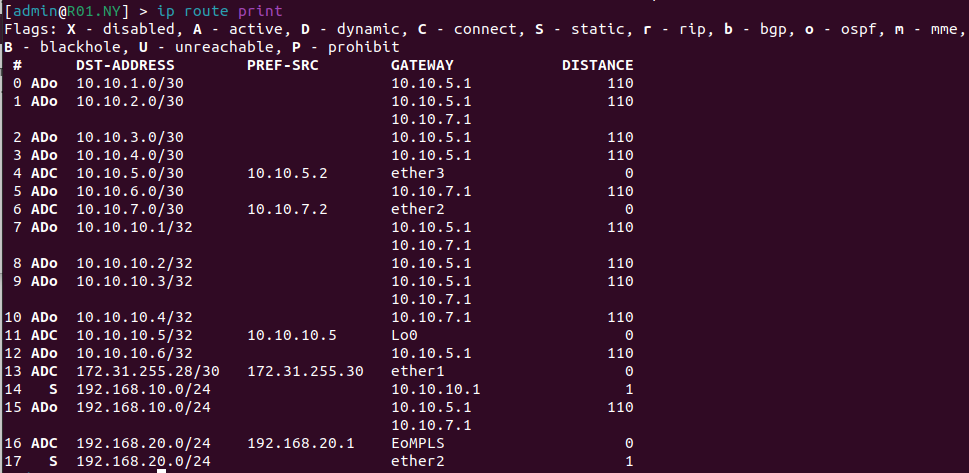 [admin@R01.NY] > ip route print
Flags: X - disabled, A - active, D - dynamic, C - connect, S - static, r - rip, b - bgp, o - ospf, m - mme,
B - blackhole, U - unreachable, P - prohibit
 #      DST-ADDRESS        PREF-SRC        GATEWAY            DISTANCE
 0 ADo  10.10.1.0/30                       10.10.5.1               110
 1 ADo  10.10.2.0/30                       10.10.5.1               110
                                           10.10.7.1
 2 ADo  10.10.3.0/30                       10.10.5.1               110
 3 ADo  10.10.4.0/30                       10.10.5.1               110
 4 ADC  10.10.5.0/30       10.10.5.2       ether3                    0
 5 ADo  10.10.6.0/30                       10.10.7.1               110
 6 ADC  10.10.7.0/30       10.10.7.2       ether2                    0
 7 ADo  10.10.10.1/32                      10.10.5.1               110
                                           10.10.7.1
 8 ADo  10.10.10.2/32                      10.10.5.1               110
 9 ADo  10.10.10.3/32                      10.10.5.1               110
                                           10.10.7.1
10 ADo  10.10.10.4/32                      10.10.7.1               110
11 ADC  10.10.10.5/32      10.10.10.5      Lo0                       0
12 ADo  10.10.10.6/32                      10.10.5.1               110
13 ADC  172.31.255.28/30   172.31.255.30   ether1                    0
14   S  192.168.10.0/24                    10.10.10.1                1
15 ADo  192.168.10.0/24                    10.10.5.1               110
                                           10.10.7.1
16 ADC  192.168.20.0/24    192.168.20.1    EoMPLS                    0
17   S  192.168.20.0/24                    ether2                    1